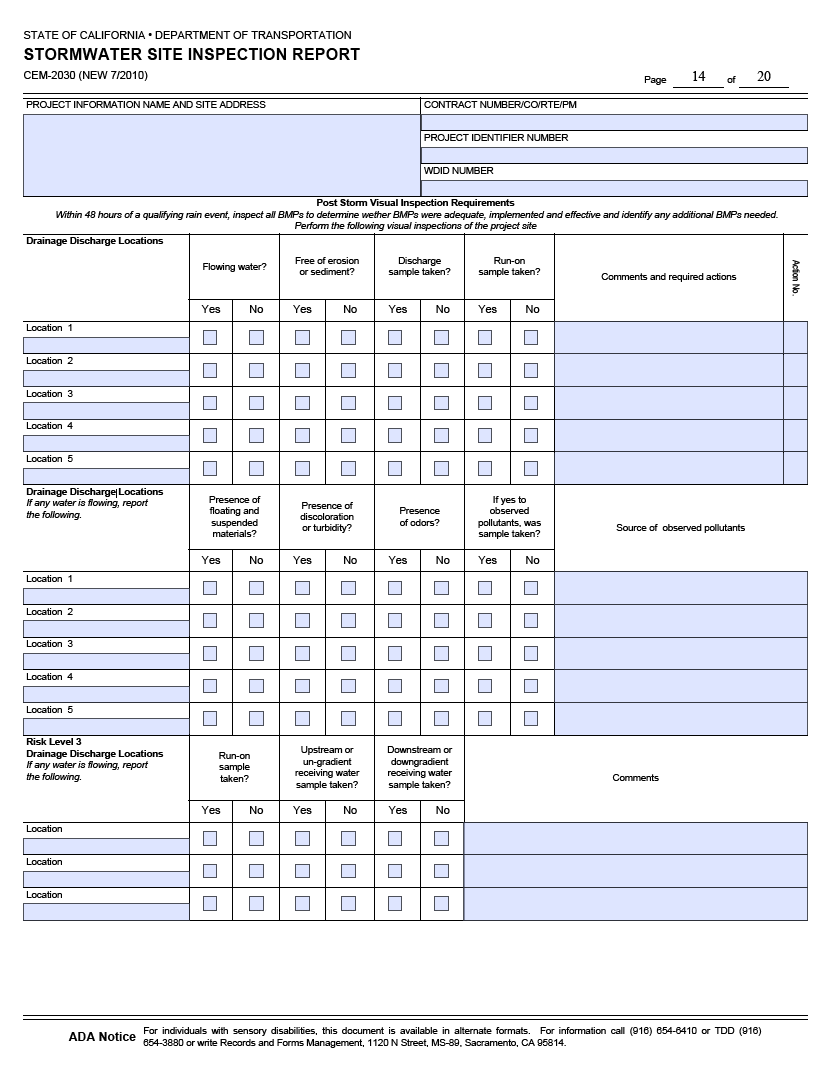 STATE OF CALIFORNIA • DEPARTMENT OF TRANSPORTATION
STORMWATER SITE INSPECTION REPORT
CEM-2030 (NEW 7/2010)
Page 14 of 20
PROJECT INFORMATION NAME AND SITE ADDRESS
CONTRACT NUMBER/CO/RTE/PM
PROJECT IDENTIFIER NUMBER
WDID NUMBER
Post Storm Visual Inspection Requirements
Within 48 hours of a qualifying rain event, inspect all BMPs to determine wether BMPs were adequate, implemented and effective and identify any additional BMPs needed.
Perform the following visual inspections of the project site
Drainage Discharge Locations
Flowing water?
Free of erosion
or sediment?
Discharge
sample taken?
Run-on
sample taken?
Comments and required actions
Action No.
Yes No Yes No Yes No Yes No
Location 1
Location 2
Location 3
Location 4
Location 5
Drainage Discharge Locations
If any water is flowing, report
the following.
Presence of
floating and
suspended
materials?
Presence of
discoloration
or turbidity?
Presence
of odors?
If yes to
observed
pollutants, was
sample taken?
Source of observed pollutants
Yes No Yes No Yes No Yes No
Location 1
Location 2
Location 3
Location 4
Location 5
Risk Level 3
Drainage Discharge Locations
If any water is flowing, report
the following.
Run-on
sample
taken?
Upstream or
un-gradient
receiving water
sample taken?
Downstream or
downgradient
receiving water
sample taken?
Comments
Yes No Yes No Yes No
Location
Location
Location
ADA Notice
For individuals with sensory disabilities, this document is available in alternate formats. For information call (916) 654-6410 or TDD (916)
654-3880 or write Records and Forms Management, 1120 N Street, MS-89, Sacramento, CA 95814.